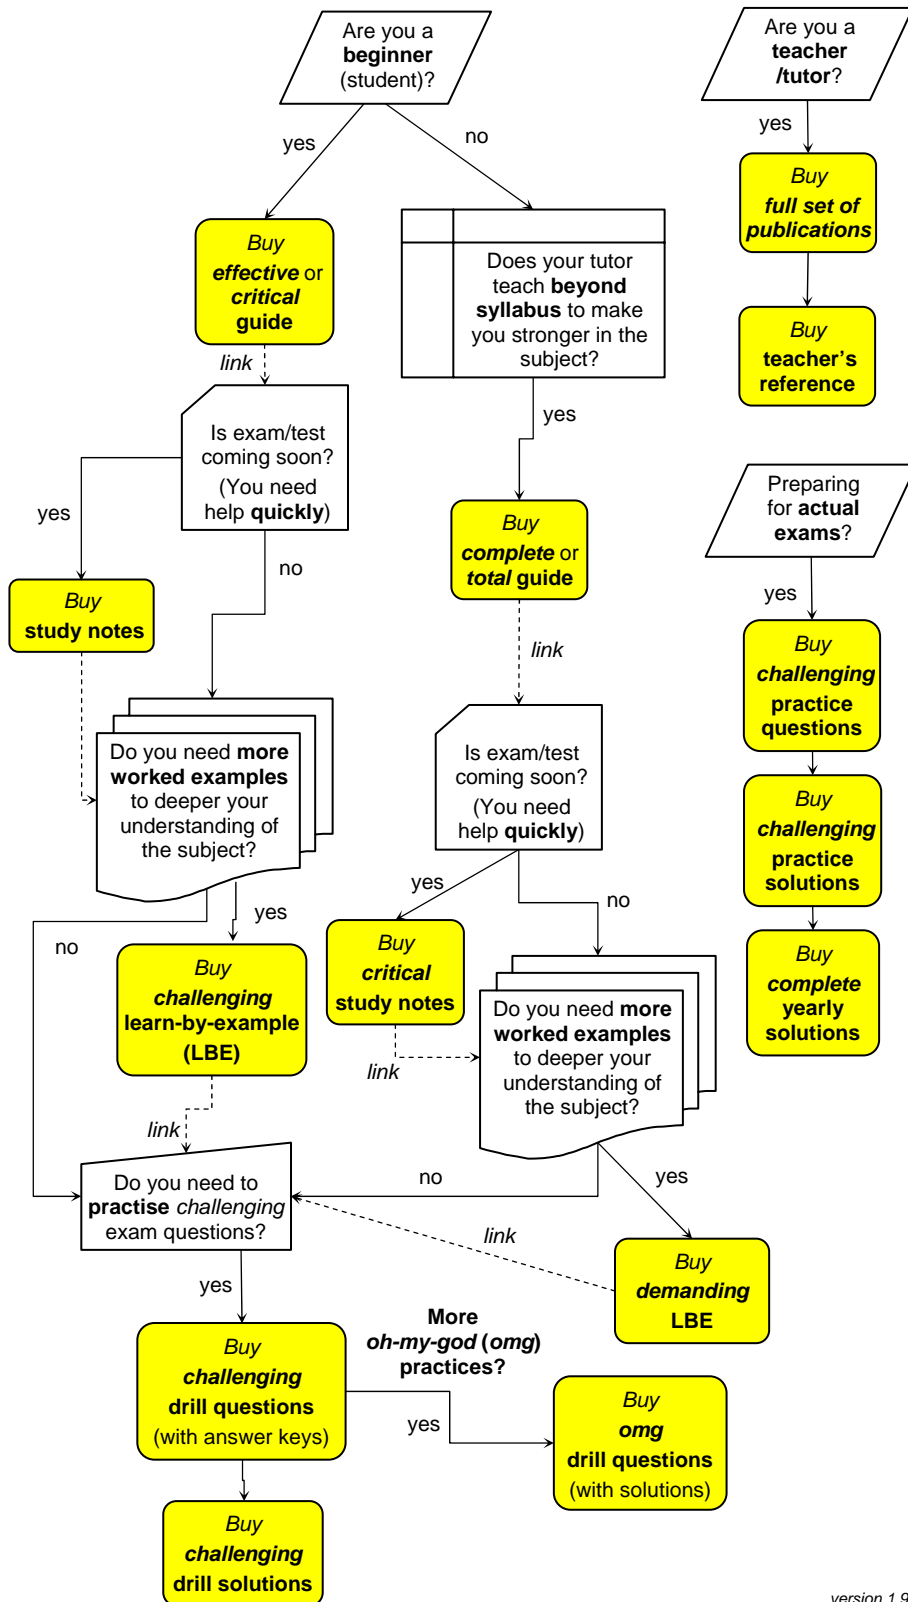 Are you a
beginner
(student)?
yes
no
Buy
effective or
critical
guide
link
Does your tutor
teach beyond
syllabus to make
you stronger in the
subject?
yes
Is exam/test
coming soon?
(You need
help quickly)
yes
no
Buy
study notes
Buy
complete or
total guide
link
Do you need more
worked examples
to deeper your
understanding of
the subject?
yes
no
Buy
challenging
learn-by-example
(LBE)
link
Is exam/test
coming soon?
(You need
help quickly)
yes
no
Buy
critical
study notes
link
Do you need more
worked examples
to deeper your
understanding of
the subject?
no
yes
Buy
demanding
LBE
link
Do you need to
practise challenging
exam questions?
yes
Buy
challenging
drill questions
(with answer keys)
More
oh-my-god (omg)
practices?
yes
Buy
omg
drill questions
(with solutions)
Buy
challenging
drill solutions
Are you a
teacher
/tutor?
yes
Buy
full set of
publications
Buy
teacher's
reference
Preparing
for actual
exams?
yes
Buy
challenging
practice
questions
Buy
challenging
practice
solutions
Buy
complete
yearly
solutions
version 1.9